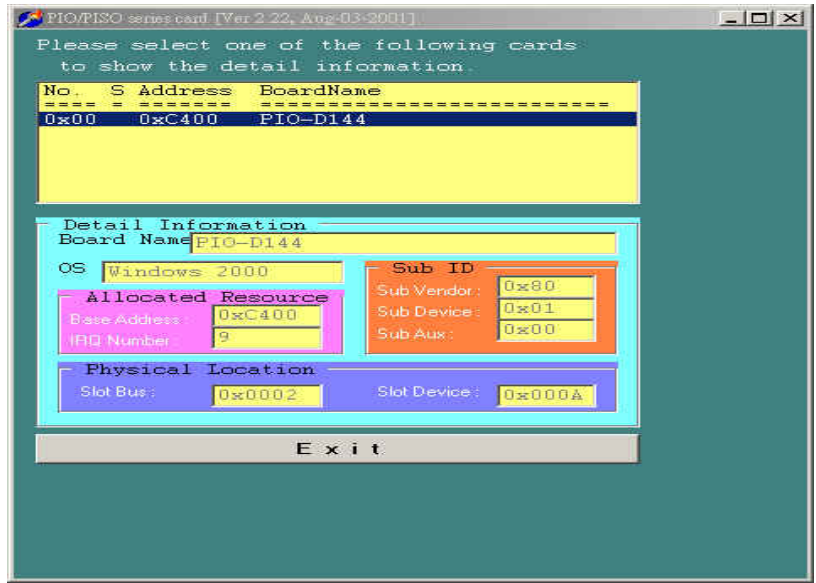 PIO/PISO series card [Ver 2.22, Aug-03-2001]
Please select one of the following cards
to show the detail information.
No. S Address BoardName
==== = ======= ============================
0x00 0xC400 PIO-D144
Detail Information
Board Name PIO-D144
OS Windows 2000
Sub ID
Sub Vendor : 0x80
Sub Device : 0x01
Sub Aux : 0x00
Allocated Resource
Base Address : 0xC400
IRQ Number : 9
Physical Location
Slot Bus : 0x0002 Slot Device : 0x000A
Exit